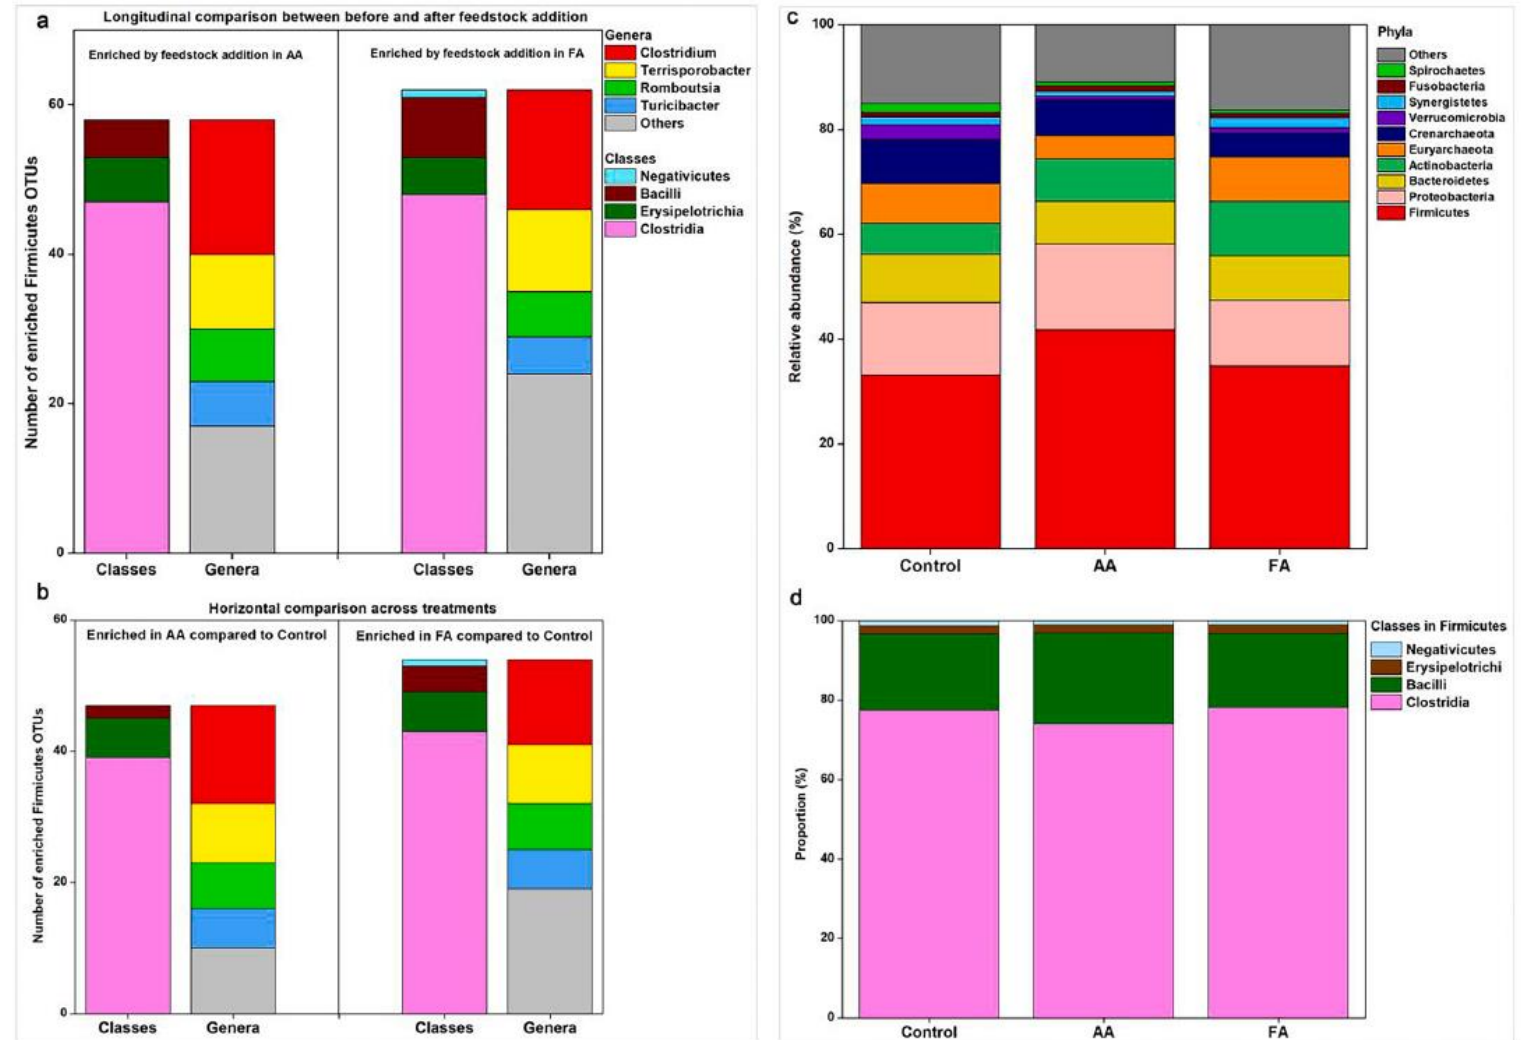 a
Longitudinal comparison between before and after feedstock addition
Enriched by feedstock addition in AA
Enriched by feedstock addition in FA
Number of enriched Firmicutes OTUs
60
40
20
0
Classes
Genera
Classes
Genera
Genera
Clostridium
Terrisporobacter
Romboutsia
Turicibacter
Others
Classes
Negativicutes
Bacilli
Erysipelotrichia
Clostridia
b
Horizontal comparison across treatments
Enriched in AA compared to Control
Enriched in FA compared to Control
Number of enriched Firmicutes OTUs
60
40
20
0
Classes
Genera
Classes
Genera
c
Relative abundance (%)
100
80
60
40
20
0
Control
AA
FA
Phyla
Others
Spirochaetes
Fusobacteria
Synergistetes
Verrucomicrobia
Crenarchaeota
Euryarchaeota
Actinobacteria
Bacteroidetes
Proteobacteria
Firmicutes
d
Proportion (%)
100
80
60
40
20
0
Control
AA
FA
Classes in Firmicutes
Negativicutes
Erysipelotrichi
Bacilli
Clostridia